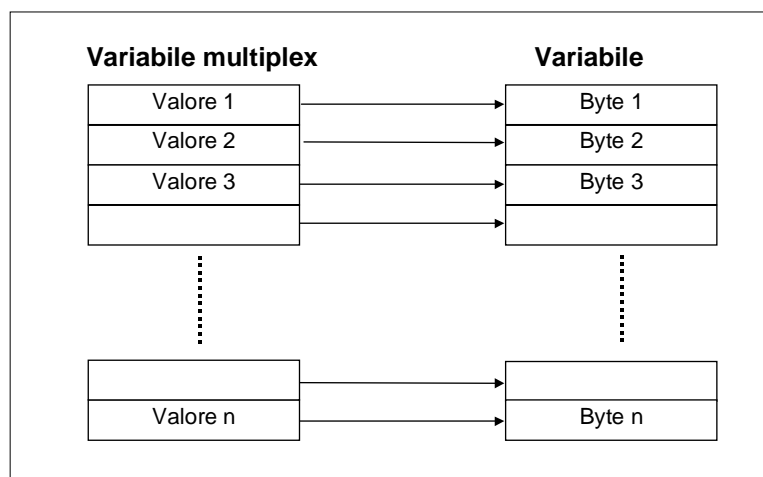 Variabile multiplex Variabile
Valore 1 Byte 1
Valore 2 Byte 2
Valore 3 Byte 3
Valore n Byte n